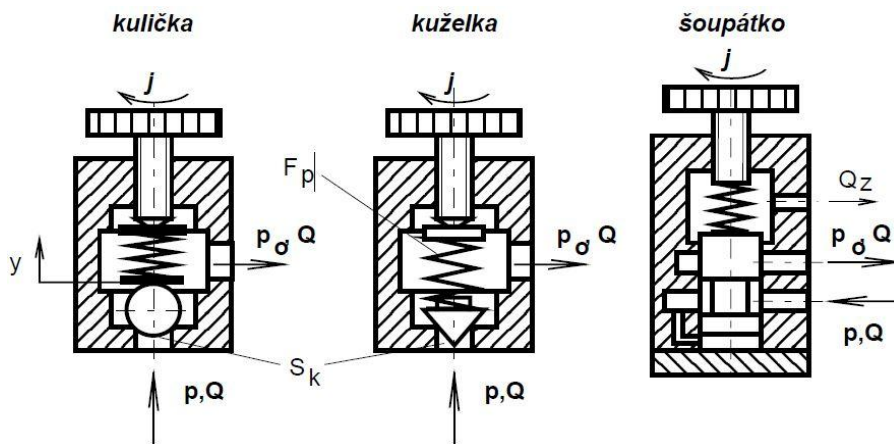 kulička kuželka šoupátko
j j j
F p
Q z
p o, Q p o, Q p o, Q
y
S k
p,Q p,Q p,Q